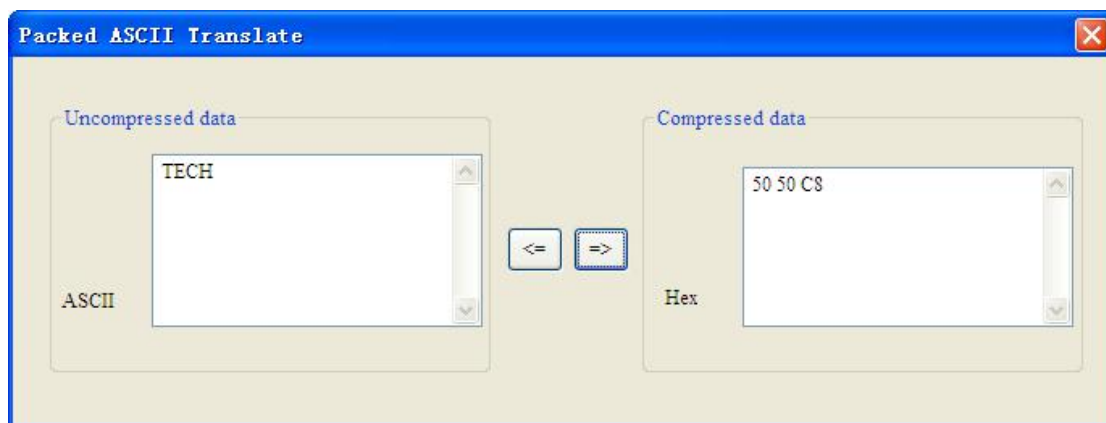 Packed ASCII Translate
Uncompressed data
TECH
ASCII
<=
=>
Compressed data
50 50 C8
Hex